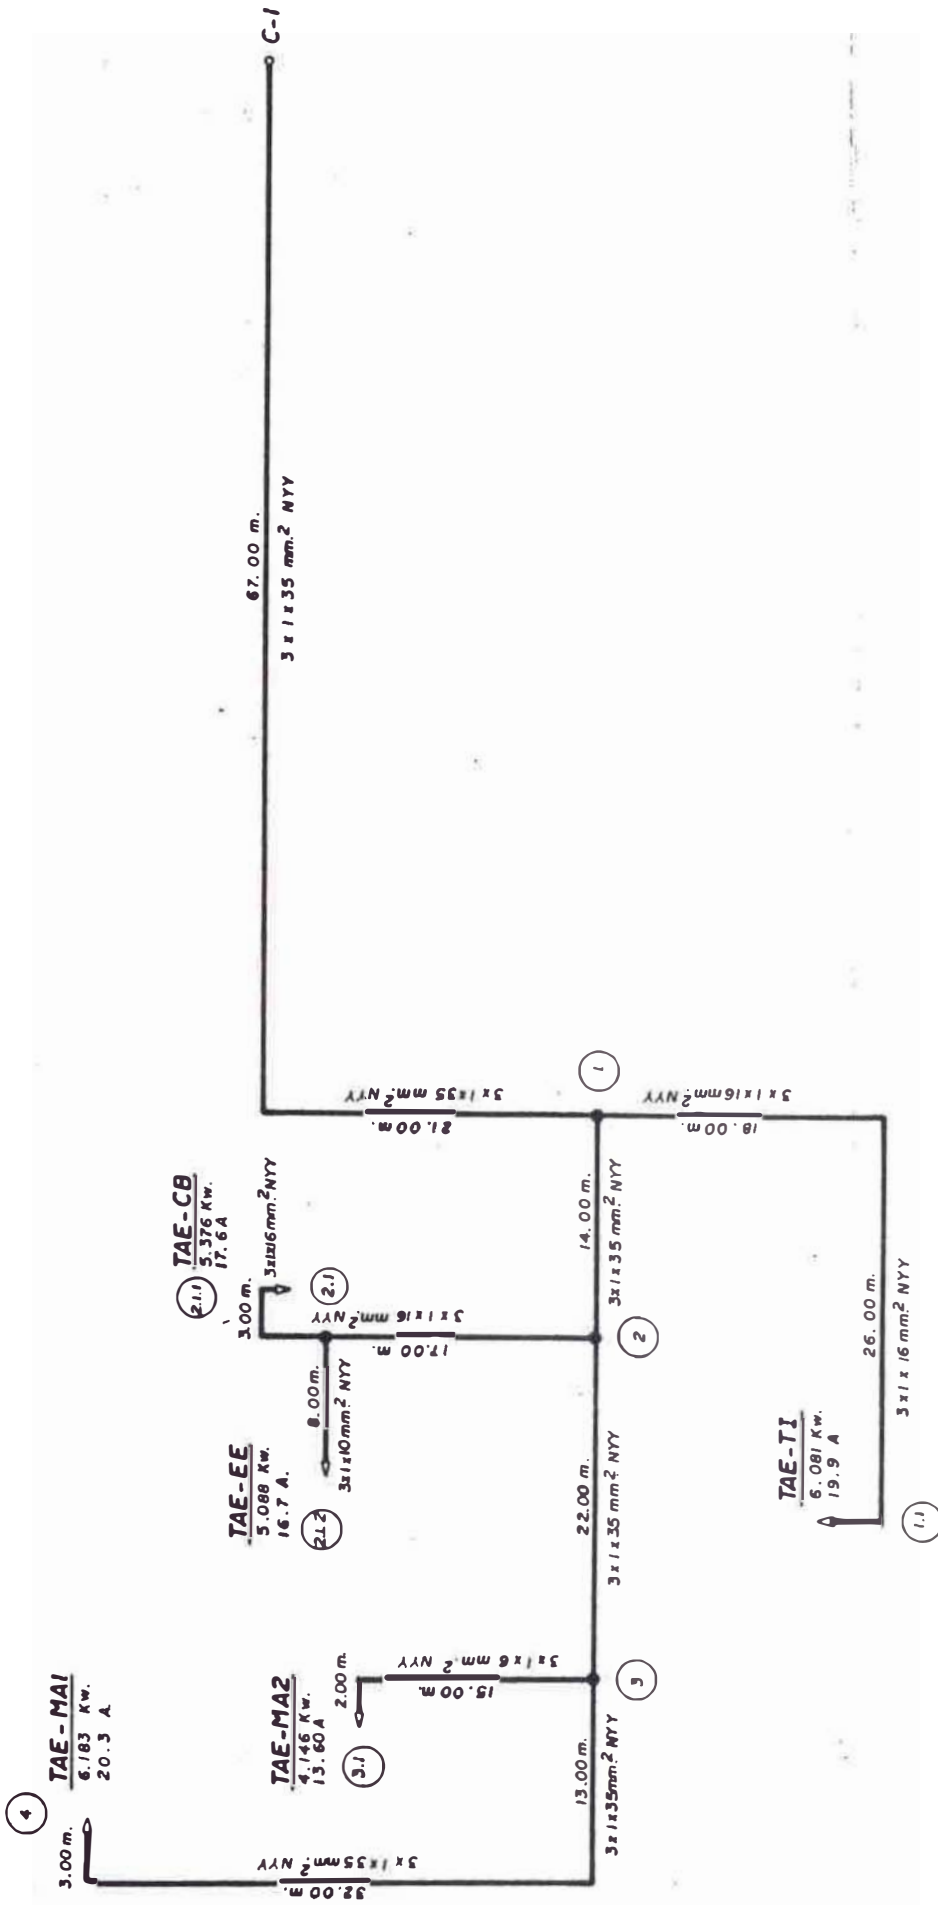 C-1
67.00 m.
3 x 1 x 35 mm.² NYY
3 x 1 x 35 mm.² NYY
21.00 m.
1
3 x 1 x 16 mm.² NYY
18.00 m.
26.00 m.
3 x 1 x 16 mm.² NYY
TAE-TI
6.081 Kw.
19.9 A
1.1
14.00 m.
3 x 1 x 35 mm.² NYY
2
3 x 1 x 16 mm.² NYY
17.00 m.
2.1
3.00 m.
3x1x16 mm.² NYY
TAE-CB
5.376 Kw.
17.6 A
2.1.1
8.00 m.
3x1x10 mm.² NYY
TAE-EE
5.088 Kw.
16.7 A.
2.1.2
22.00 m.
3 x 1 x 35 mm.² NYY
3
3 x 1 x 6 mm.² NYY
15.00 m.
2.00 m.
TAE-MA2
4.146 Kw.
13.60 A
3.1
13.00 m.
3 x 1 x 35 mm.² NYY
3 x 1 x 35 mm.² NYY
32.00 m.
3.00 m.
TAE-MA1
6.183 Kw.
20.3 A
4